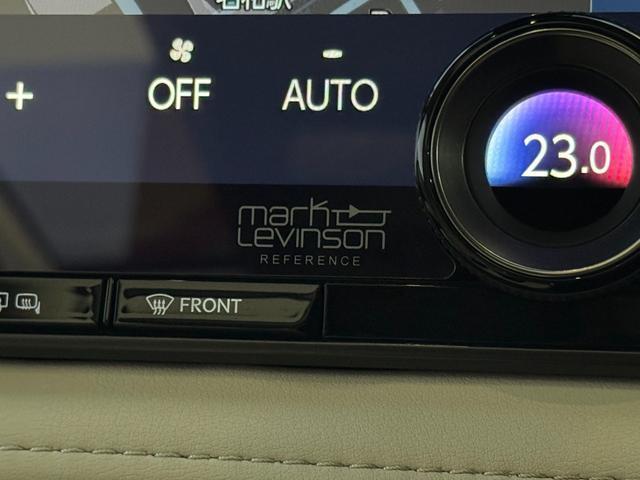 + OFF AUTO
23.0
mark
LEVINSON
REFERENCE
FRONT